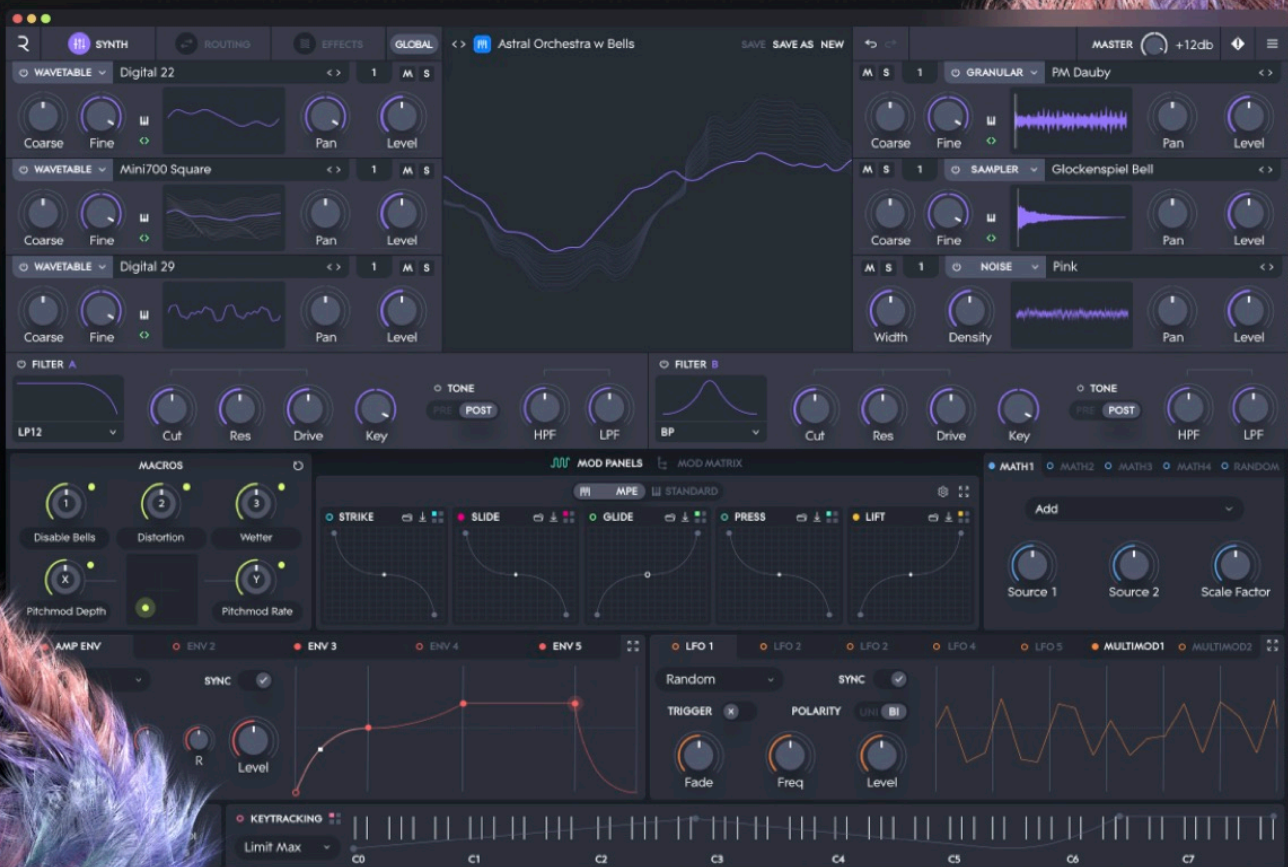 SYNTH ROUTING EFFECTS GLOBAL <> Astral Orchestra w Bells SAVE SAVE AS NEW MASTER +12db
WAVETABLE Digital 22 <> 1 M S
Coarse Fine <> Pan Level
WAVETABLE Mini700 Square <> 1 M S
Coarse Fine <> Pan Level
WAVETABLE Digital 29 <> 1 M S
Coarse Fine <> Pan Level
M S 1 GRANULAR PM Dauby <>
Coarse Fine <> Pan Level
M S 1 SAMPLER Glockenspiel Bell <>
Coarse Fine <> Pan Level
M S 1 NOISE Pink <>
Width Density Pan Level
FILTER A
LP12 Cut Res Drive Key
TONE
PRE POST
HPF LPF
FILTER B
BP Cut Res Drive Key
TONE
PRE POST
HPF LPF
MACROS
1 2 3
Disable Bells Distortion Wetter
X Y
Pitchmod Depth Pitchmod Rate
MOD PANELS MOD MATRIX
MPE STANDARD
STRIKE SLIDE GLIDE PRESS LIFT
MATH1 MATH2 MATH3 MATH4 RANDOM
Add
Source 1 Source 2 Scale Factor
AMP ENV ENV 2 ENV 3 ENV 4 ENV 5
SYNC
R Level
LFO 1 LFO 2 LFO 2 LFO 4 LFO 5 MULTIMOD1 MULTIMOD2
Random SYNC
TRIGGER X POLARITY UNI BI
Fade Freq Level
KEYTRACKING
Limit Max
C0 C1 C2 C3 C4 C5 C6 C7